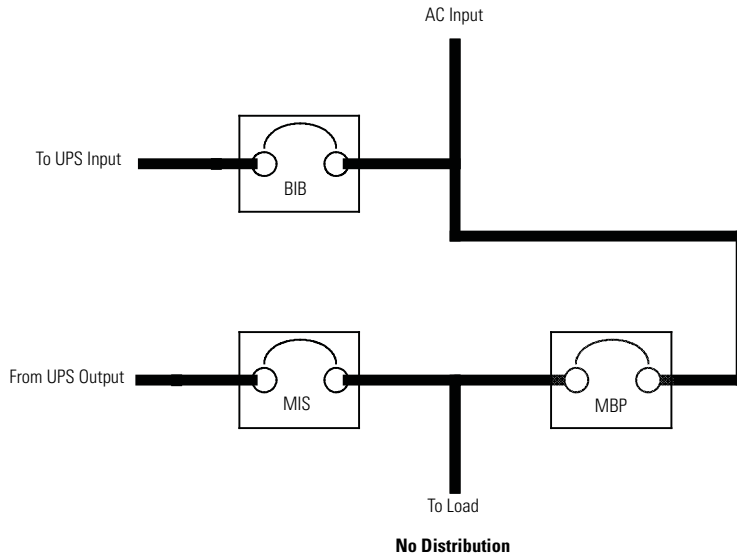 AC Input
To UPS Input
BIB
From UPS Output
MIS
MBP
To Load
No Distribution